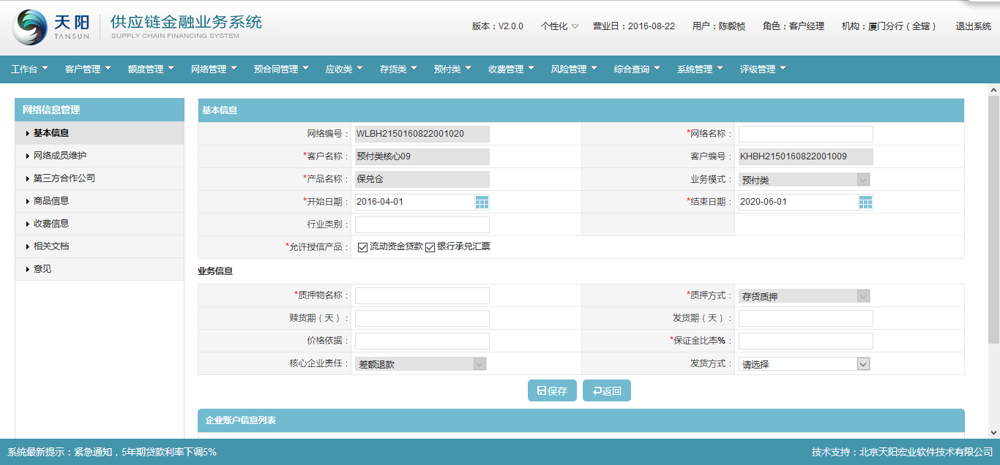 天阳 TANSUN 供应链金融业务系统 SUPPLY CHAIN FINANCING SYSTEM
版本：V2.0.0 个性化 营业日：2016-08-22 用户：陈毅桢 角色：客户经理 机构：厦门分行（全辖） 退出系统
工作台 客户管理 额度管理 网络管理 预合同管理 应收类 存货类 预付类 收费管理 风险管理 综合查询 系统管理 评级管理
网络信息管理
基本信息
网络成员维护
第三方合作公司
商品信息
收费信息
相关文档
意见
基本信息
网络编号： WLBH2150160822001020 *网络名称：
*客户名称： 预付类核心09 客户编号： KHBH2150160822001009
*产品名称： 保兑仓 业务模式： 预付类
*开始日期： 2016-04-01 *结束日期： 2020-06-01
行业类别：
*允许授信产品： 流动资金贷款 银行承兑汇票
业务信息
*质押物名称： *质押方式： 存货质押
赎货期（天）： 发货期（天）：
价格依据： *保证金比率%：
核心企业责任： 差额退款 发货方式： 请选择
保存 返回
企业账户信息列表
系统最新提示：紧急通知，5年期贷款利率下调5% 技术支持：北京天阳宏业软件技术有限公司